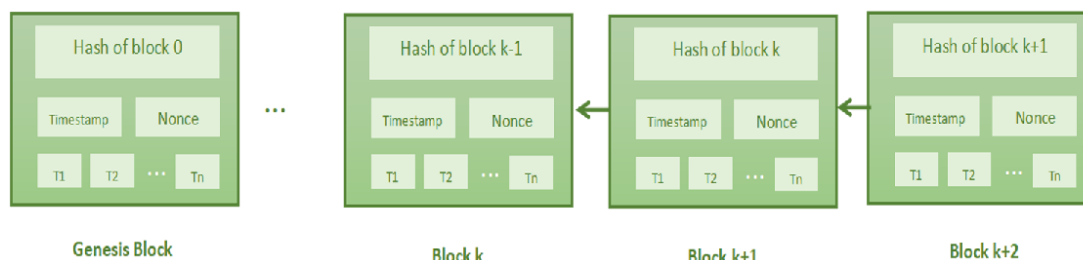 Hash of block 0
Timestamp Nonce
T1 T2 ... Tn
Genesis Block
...
Hash of block k-1
Timestamp Nonce
T1 T2 ... Tn
Block k
Hash of block k
Timestamp Nonce
T1 T2 ... Tn
Block k+1
Hash of block k+1
Timestamp Nonce
T1 T2 ... Tn
Block k+2